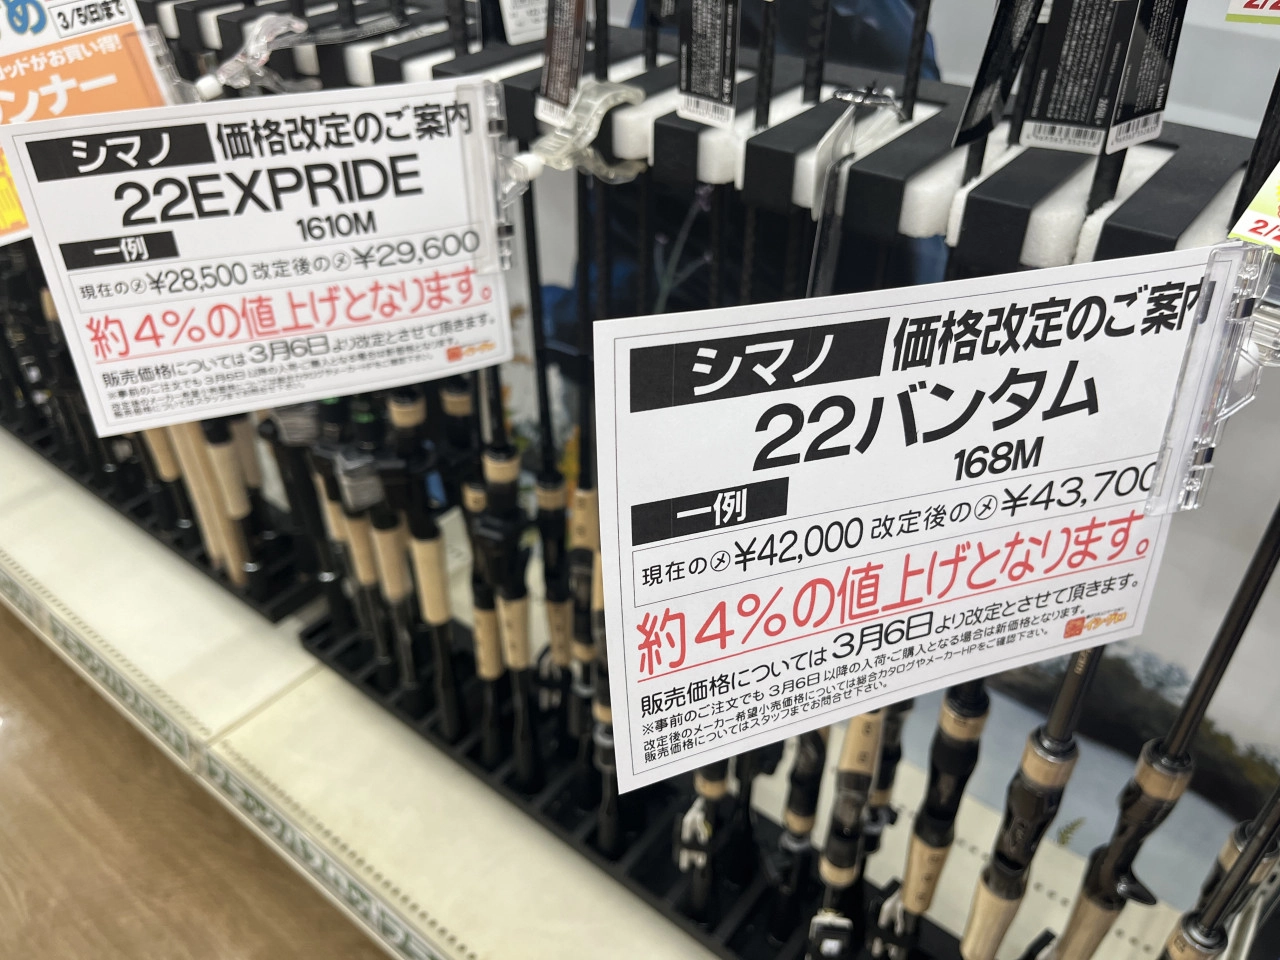 3/5(日)まで
ロッドがお買い得!
ンナー
シマノ 価格改定のご案内
22EXPRIDE
1610M
一例
現在の㋱¥28,500 改定後の㋱¥29,600
約4%の値上げとなります。
販売価格については3月6日より改定とさせて頂きます。
シマノ 価格改定のご案内
22バンタム
168M
一例
現在の㋱¥42,000 改定後の㋱¥43,700
約4%の値上げとなります。
販売価格については3月6日より改定とさせて頂きます。
※事前のご注文でも3月6日以降の入荷・ご購入となる場合は新価格となります。
改定後のメーカー希望小売価格については総合カタログやメーカーHPをご確認下さい。
販売価格についてはスタッフまでお問合せ下さい。
イシグロ